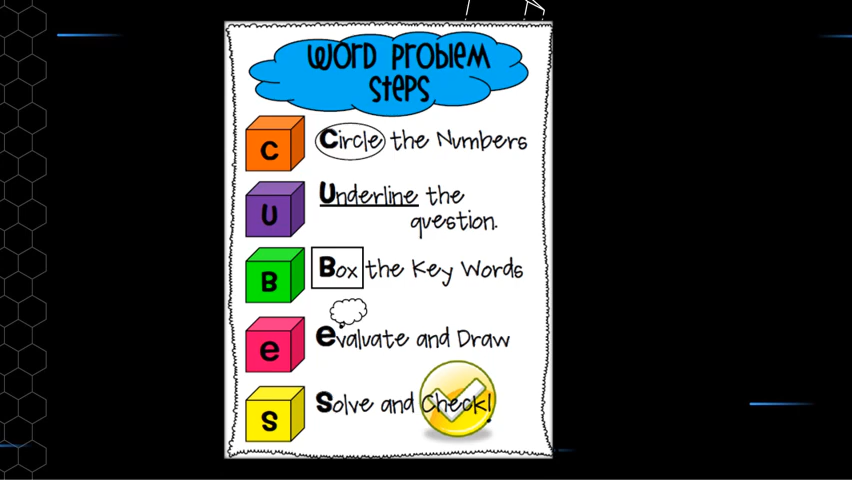 Word Problem
Steps
C
Circle the Numbers
U
Underline the
question.
B
Box the Key Words
e
evaluate and Draw
S
Solve and Check!